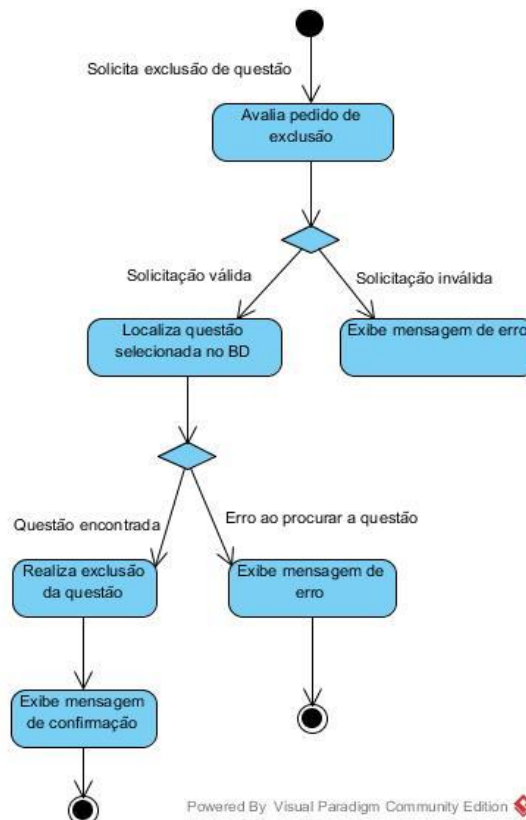 Solicita exclusão de questão
Avalia pedido de
exclusão
Solicitação válida
Solicitação inválida
Localiza questão
selecionada no BD
Exibe mensagem de erro
Questão encontrada
Erro ao procurar a questão
Realiza exclusão
da questão
Exibe mensagem de
erro
Exibe mensagem
de confirmação
Powered By Visual Paradigm Community Edition